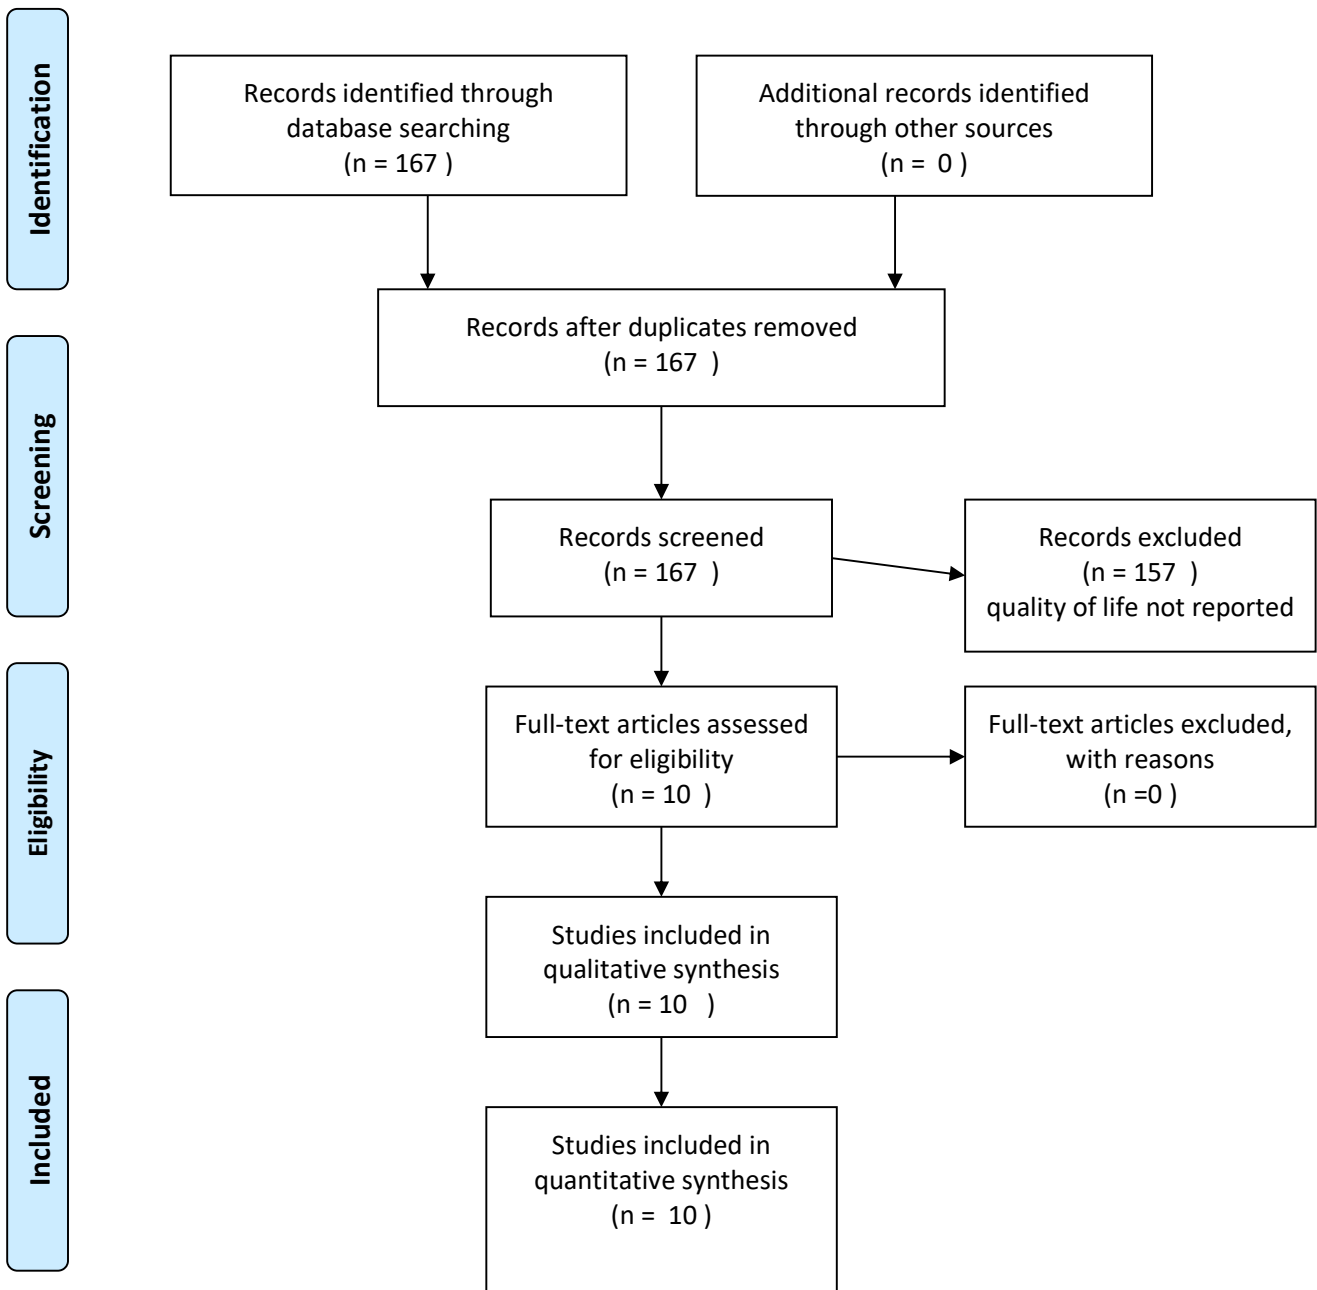 Identification
Records identified through
database searching
(n = 167 )
Additional records identified
through other sources
(n =  0 )
Records after duplicates removed
(n = 167  )
Screening
Records screened
(n = 167  )
Records excluded
(n = 157  )
quality of life not reported
Eligibility
Full-text articles assessed
for eligibility
(n = 10  )
Full-text articles excluded,
with reasons
(n =0 )
Studies included in
qualitative synthesis
(n = 10   )
Included
Studies included in
quantitative synthesis
(n =  10 )